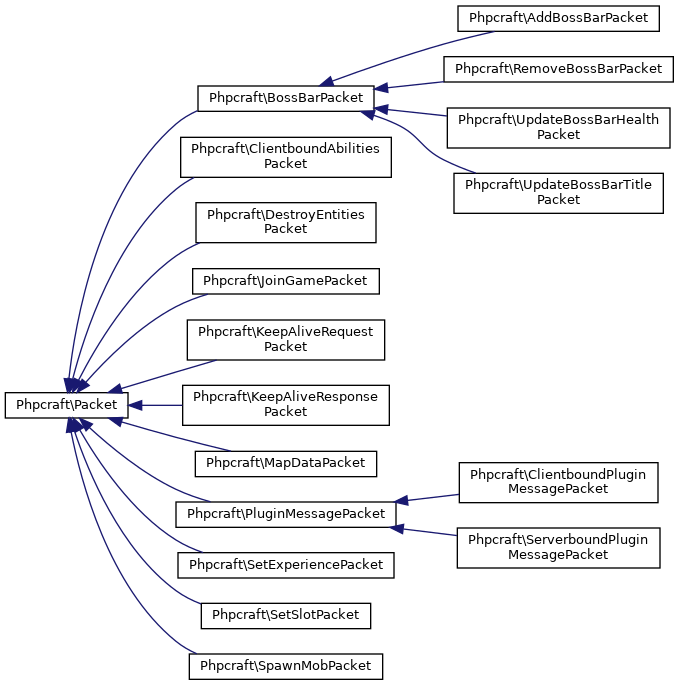 Phpcraft\AddBossBarPacket
Phpcraft\RemoveBossBarPacket
Phpcraft\BossBarPacket
Phpcraft\UpdateBossBarHealth
Packet
Phpcraft\ClientboundAbilities
Packet
Phpcraft\UpdateBossBarTitle
Packet
Phpcraft\DestroyEntities
Packet
Phpcraft\JoinGamePacket
Phpcraft\KeepAliveRequest
Packet
Phpcraft\Packet
Phpcraft\KeepAliveResponse
Packet
Phpcraft\MapDataPacket
Phpcraft\ClientboundPlugin
MessagePacket
Phpcraft\PluginMessagePacket
Phpcraft\ServerboundPlugin
MessagePacket
Phpcraft\SetExperiencePacket
Phpcraft\SetSlotPacket
Phpcraft\SpawnMobPacket